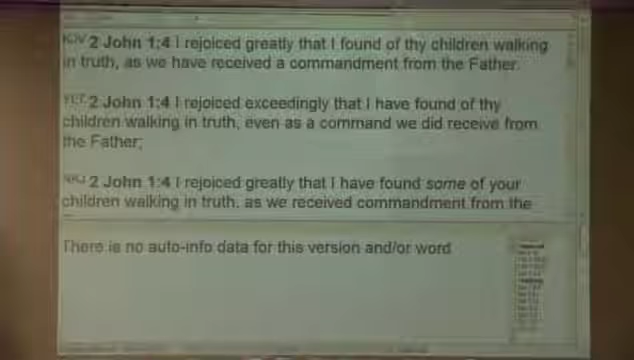 KJV 2 John 1:4 I rejoiced greatly that I found of thy children walking
in truth, as we have received a commandment from the Father.
YLT 2 John 1:4 I rejoiced exceedingly that I have found of thy
children walking in truth, even as a command we did receive from
the Father;
NKJ 2 John 1:4 I rejoiced greatly that I have found some of your
children walking in truth, as we received commandment from the
There is no auto-info data for this version and/or word